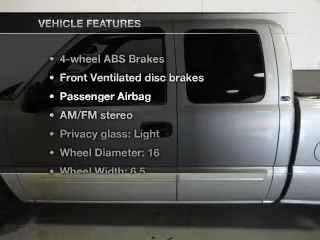 VEHICLE FEATURES
• 4-wheel ABS Brakes
• Front Ventilated disc brakes
• Passenger Airbag
• AM/FM stereo
• Privacy glass: Light
• Wheel Diameter: 16
• Wheel Width: 6.5